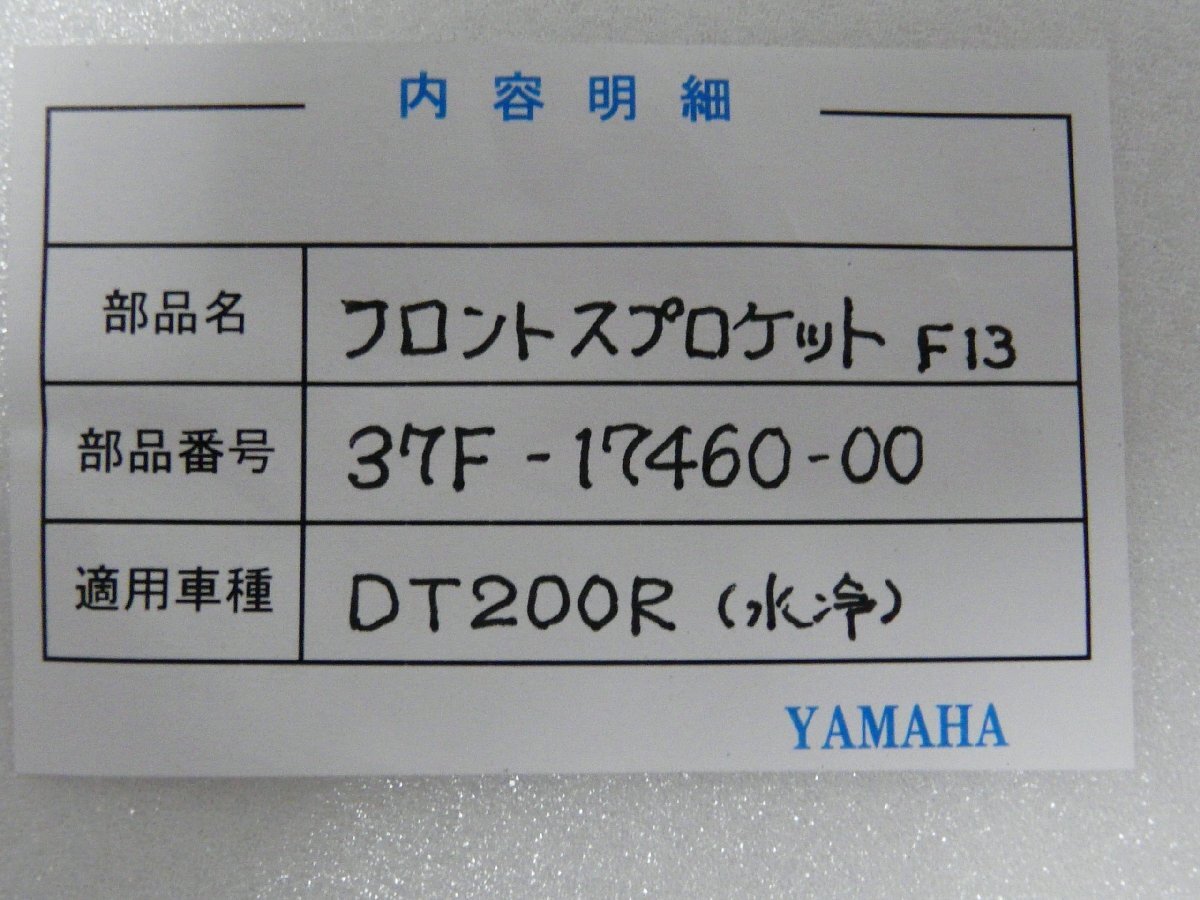 内容明細
部品名 フロントスプロケット F13
部品番号 37F-17460-00
適用車種 DT200R (水冷)
YAMAHA